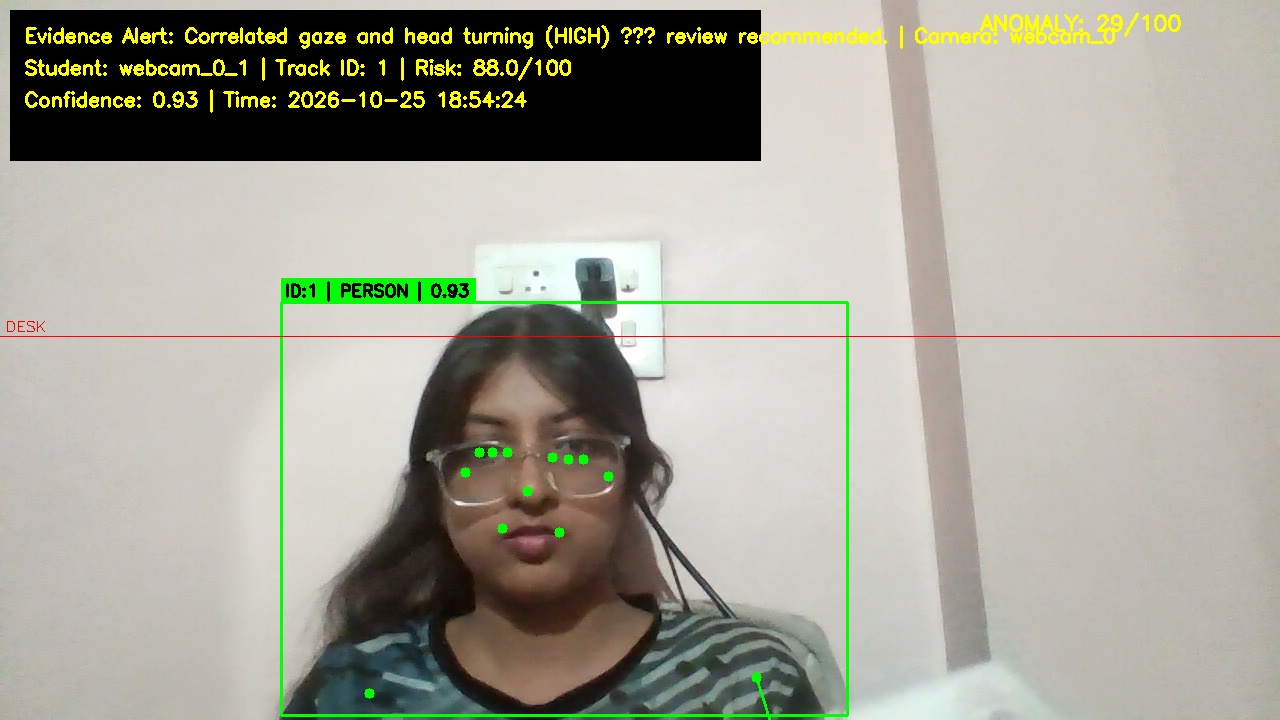 Evidence Alert: Correlated gaze and head turning (HIGH) ??? review recommended. | Camera: webcam_0
ANOMALY: 29/100
Student: webcam_0_1 | Track ID: 1 | Risk: 88.0/100
Confidence: 0.93 | Time: 2026-10-25 18:54:24
ID:1 | PERSON | 0.93
DESK